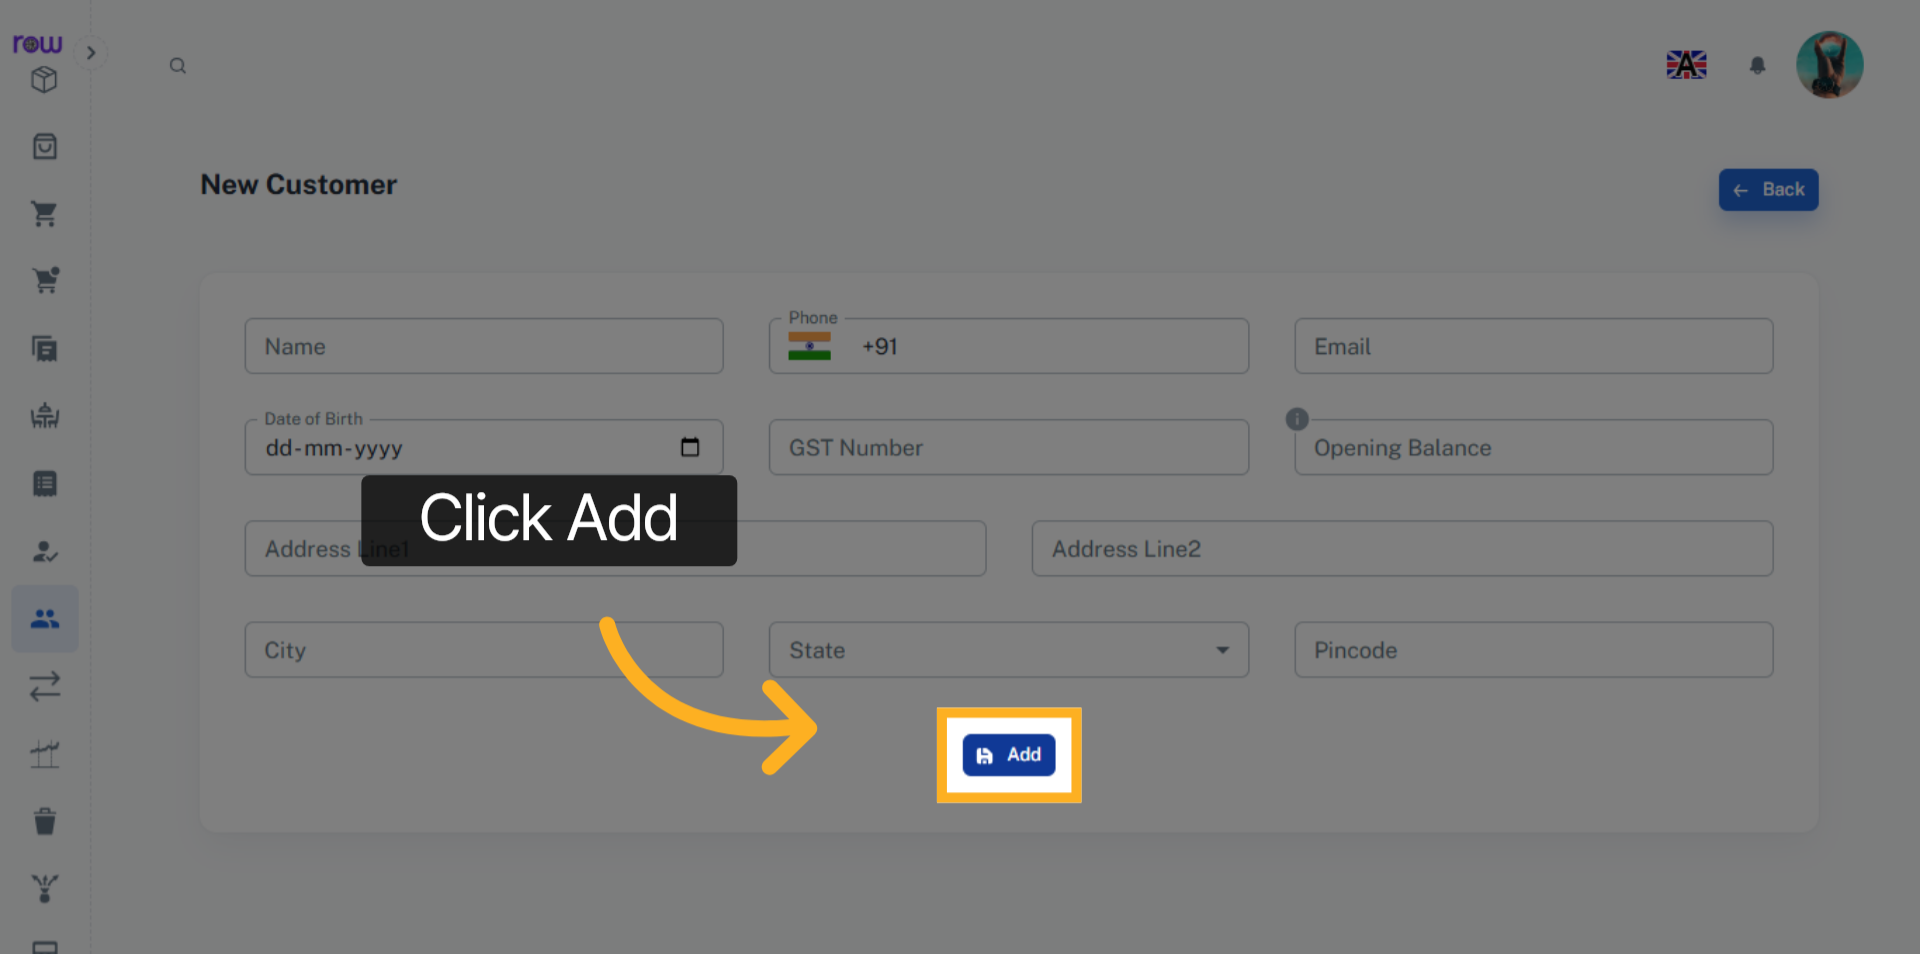 row
A
New Customer
Back
Name
Phone
+91
Email
Date of Birth
dd-mm-yyyy
GST Number
Opening Balance
Click Add
Address Line1
Address Line2
City
State
Pincode
Add